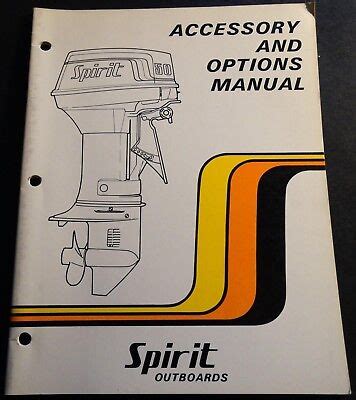 ACCESSORY
AND
OPTIONS
MANUAL
Spirit 50
Spirit
OUTBOARDS